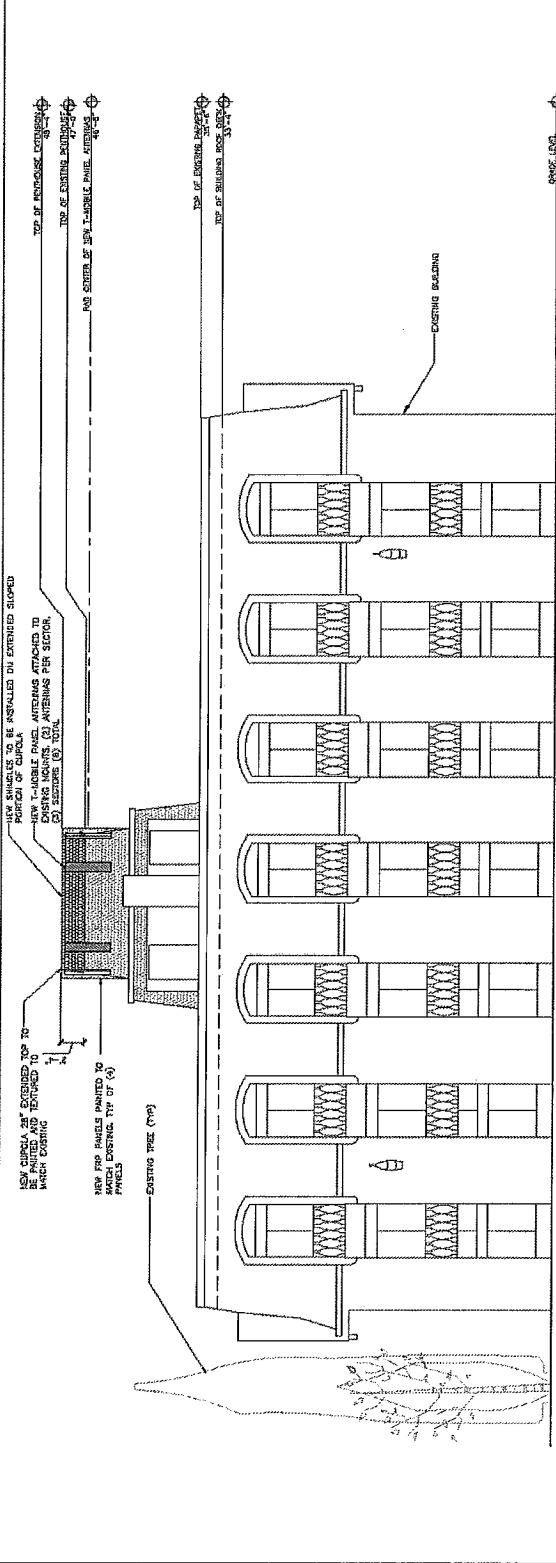 NEW SHINGLES TO BE INSTALLED ON EXTENDED SLOPED
PORTION OF CUPOLA
NEW T-MOBILE PANEL ANTENNAS ATTACHED TO
EXISTING MOUNTS. (2) ANTENNAS PER SECTOR,
SECTORS TOTAL
NEW CUPOLA 28" EXTENDED TOP TO
BE PAINTED AND TEXTURED TO
MATCH EXISTING
NEW FRP PANELS PAINTED TO
MATCH EXISTING, TYP OF (4)
PANELS
EXISTING TREE (TYP)
TOP OF PENTHOUSE EXTENSION
49'-4"
TOP OF EXISTING PENTHOUSE
47'-0"
RAD CENTER OF NEW T-MOBILE PANEL ANTENNAS
TOP OF EXISTING PARAPET
35'-6"
TOP OF BUILDING ROOF DECK
33'-4"
EXISTING BUILDING
GRADE LEVEL